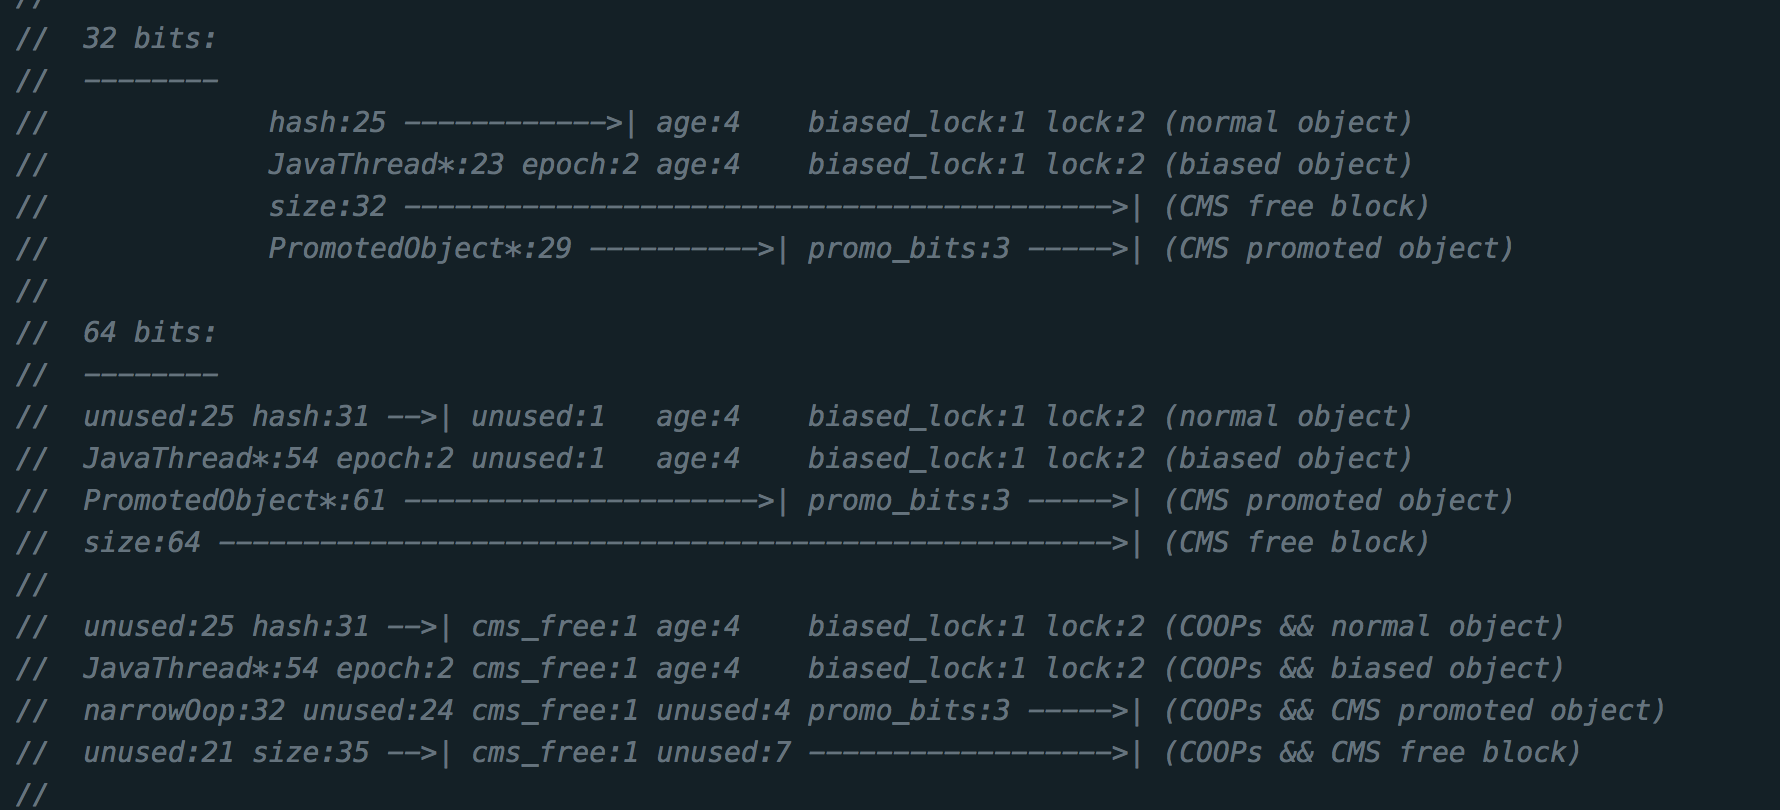 //
//  32 bits:
//  --------
//             hash:25 ------------>| age:4    biased_lock:1 lock:2 (normal object)
//             JavaThread*:23 epoch:2 age:4    biased_lock:1 lock:2 (biased object)
//             size:32 ------------------------------------------>| (CMS free block)
//             PromotedObject*:29 ---------->| promo_bits:3 ----->| (CMS promoted object)
//
//  64 bits:
//  --------
//  unused:25 hash:31 -->| unused:1   age:4    biased_lock:1 lock:2 (normal object)
//  JavaThread*:54 epoch:2 unused:1   age:4    biased_lock:1 lock:2 (biased object)
//  PromotedObject*:61 --------------------->| promo_bits:3 ----->| (CMS promoted object)
//  size:64 ----------------------------------------------------->| (CMS free block)
//
//  unused:25 hash:31 -->| cms_free:1 age:4    biased_lock:1 lock:2 (COOPs && normal object)
//  JavaThread*:54 epoch:2 cms_free:1 age:4    biased_lock:1 lock:2 (COOPs && biased object)
//  narrowOop:32 unused:24 cms_free:1 unused:4 promo_bits:3 ----->| (COOPs && CMS promoted object)
//  unused:21 size:35 -->| cms_free:1 unused:7 ------------------>| (COOPs && CMS free block)
//